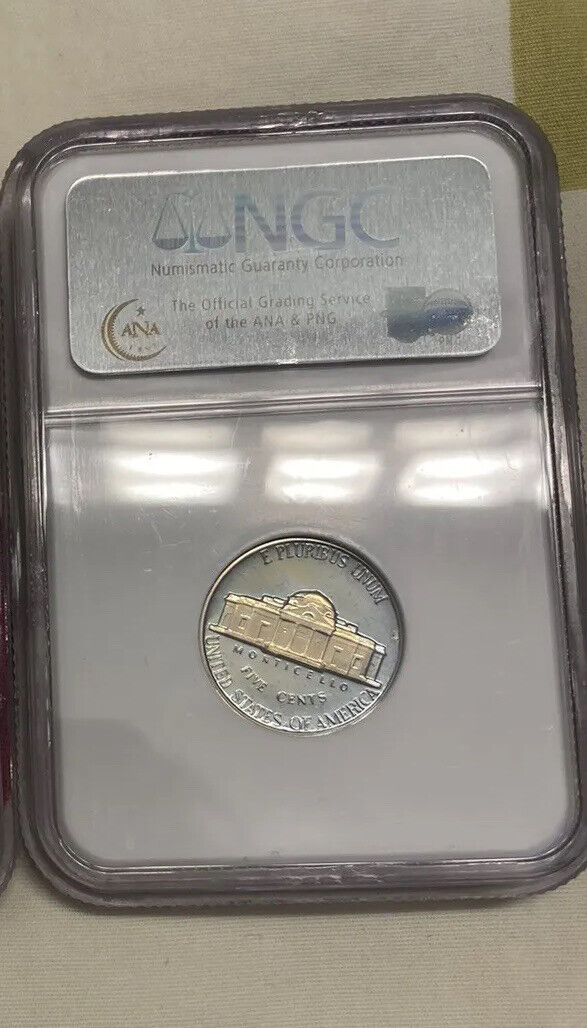 NGC
Numismatic Guaranty Corporation
The Official Grading Service
of the ANA & PNG
ANA
E PLURIBUS UNUM
MONTICELLO
FIVE CENTS
UNITED STATES OF AMERICA